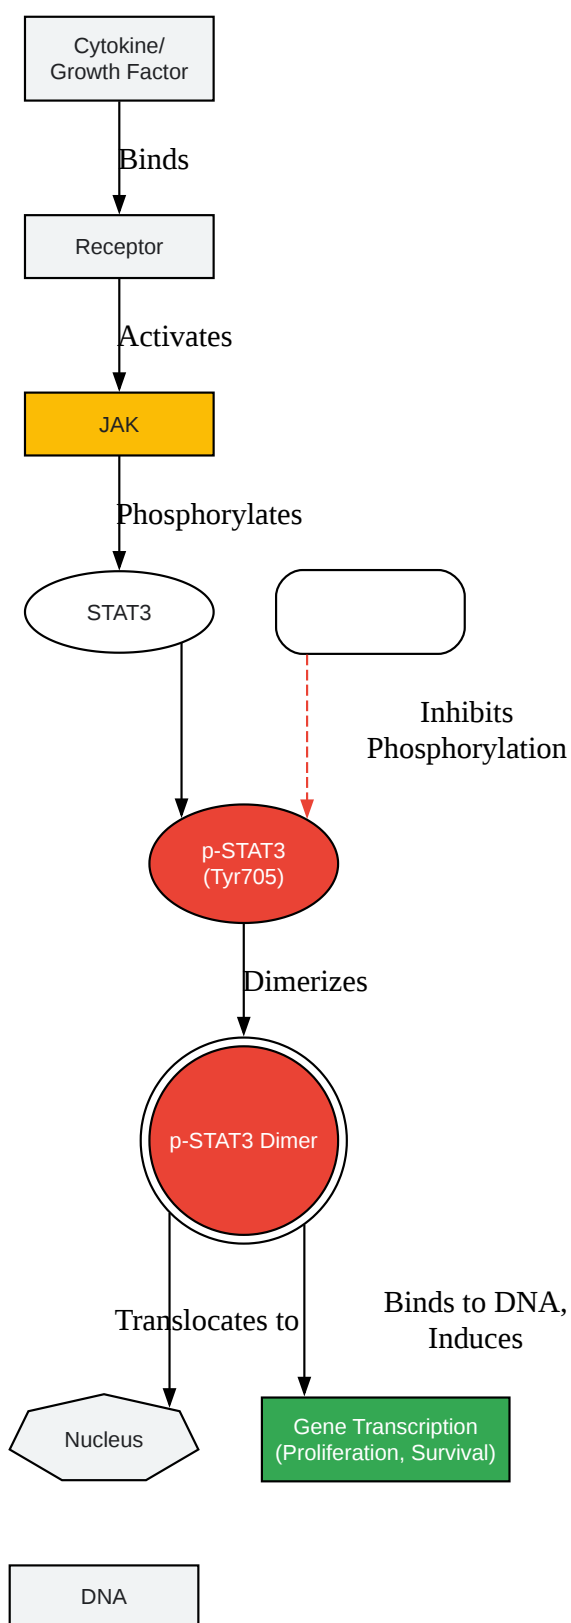 Cytokine/
Growth Factor
Binds
Receptor
Activates
JAK
Phosphorylates
STAT3
Inhibits
Phosphorylation
p-STAT3
(Tyr705)
Dimerizes
p-STAT3 Dimer
Translocates to
Binds to DNA,
Induces
Nucleus
Gene Transcription
(Proliferation, Survival)
DNA